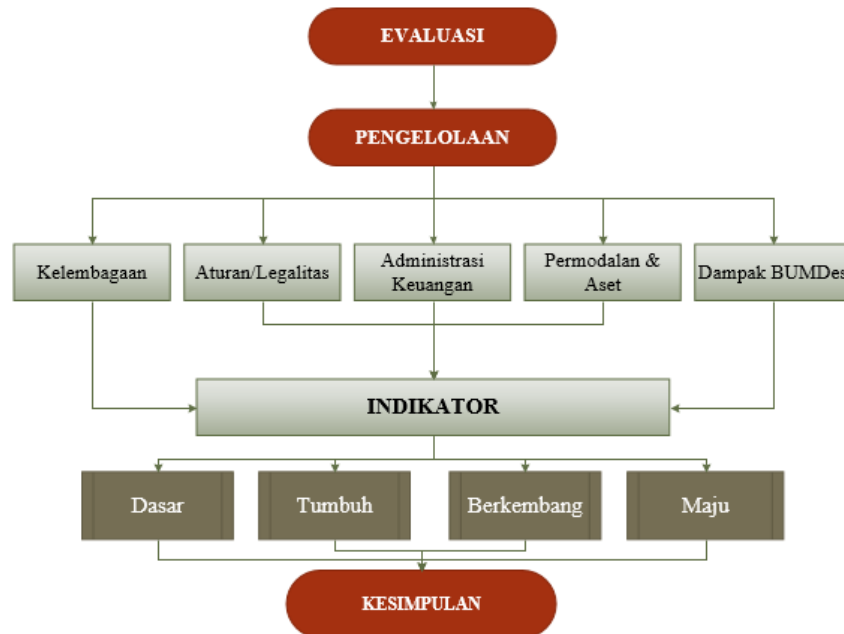 EVALUASI
PENGELOLAAN
Kelembagaan
Aturan/Legalitas
Administrasi
Keuangan
Permodalan &
Aset
Dampak BUMDes
INDIKATOR
Dasar
Tumbuh
Berkembang
Maju
KESIMPULAN